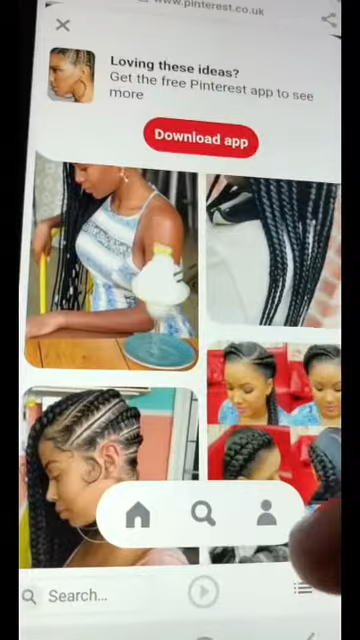 www.pinterest.co.uk
Loving these ideas?
Get the free Pinterest app to see
more
Download app
Search...